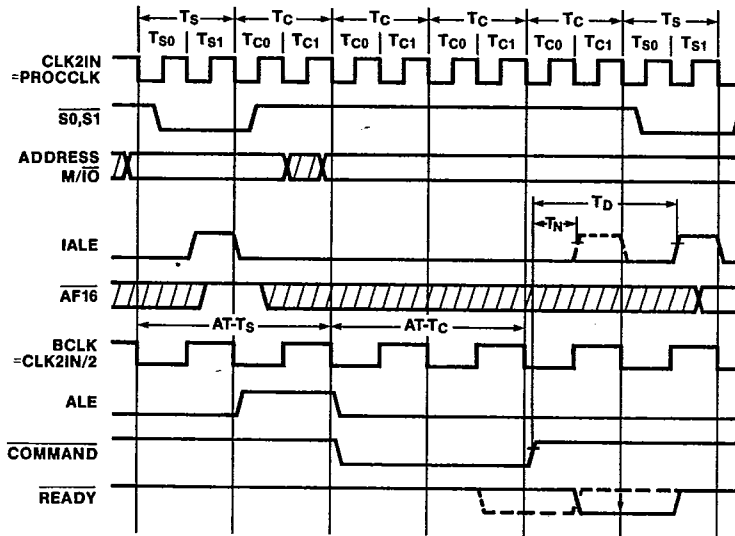 TS TC TC TC TC TS
TS0 TS1 TC0 TC1 TC0 TC1 TC0 TC1 TC0 TC1 TS0 TS1
CLK2IN
=PROCCLK
S0,S1
ADDRESS
M/IO
TD
TN
IALE
AF16
AT-TS AT-TC
BCLK
=CLK2IN/2
ALE
COMMAND
READY